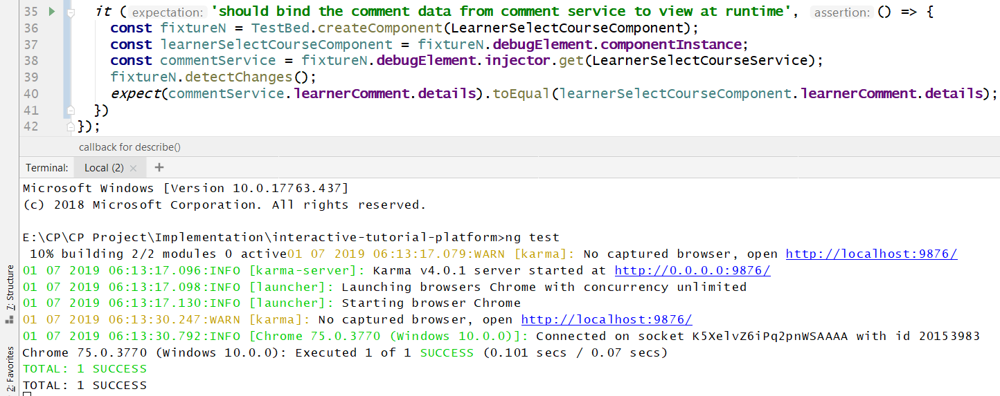 35 it ( expectation: 'should bind the comment data from comment service to view at runtime', assertion: () => {
36 const fixtureN = TestBed.createComponent(LearnerSelectCourseComponent);
37 const learnerSelectCourseComponent = fixtureN.debugElement.componentInstance;
38 const commentService = fixtureN.debugElement.injector.get(LearnerSelectCourseService);
39 fixtureN.detectChanges();
40 expect(commentService.learnerComment.details).toEqual(learnerSelectCourseComponent.learnerComment.details);
41 })
42 });
callback for describe()
Terminal: Local (2) × +
Microsoft Windows [Version 10.0.17763.437]
(c) 2018 Microsoft Corporation. All rights reserved.
E:\CP\CP Project\Implementation\interactive-tutorial-platform>ng test
10% building 2/2 modules 0 active01 07 2019 06:13:17.079:WARN [karma]: No captured browser, open http://localhost:9876/
01 07 2019 06:13:17.096:INFO [karma-server]: Karma v4.0.1 server started at http://0.0.0.0:9876/
01 07 2019 06:13:17.098:INFO [launcher]: Launching browsers Chrome with concurrency unlimited
01 07 2019 06:13:17.130:INFO [launcher]: Starting browser Chrome
01 07 2019 06:13:30.247:WARN [karma]: No captured browser, open http://localhost:9876/
01 07 2019 06:13:30.792:INFO [Chrome 75.0.3770 (Windows 10.0.0)]: Connected on socket K5XelvZ6iPq2pnWSAAAA with id 20153983
Chrome 75.0.3770 (Windows 10.0.0): Executed 1 of 1 SUCCESS (0.101 secs / 0.07 secs)
TOTAL: 1 SUCCESS
TOTAL: 1 SUCCESS
7: Structure
2: Favorites